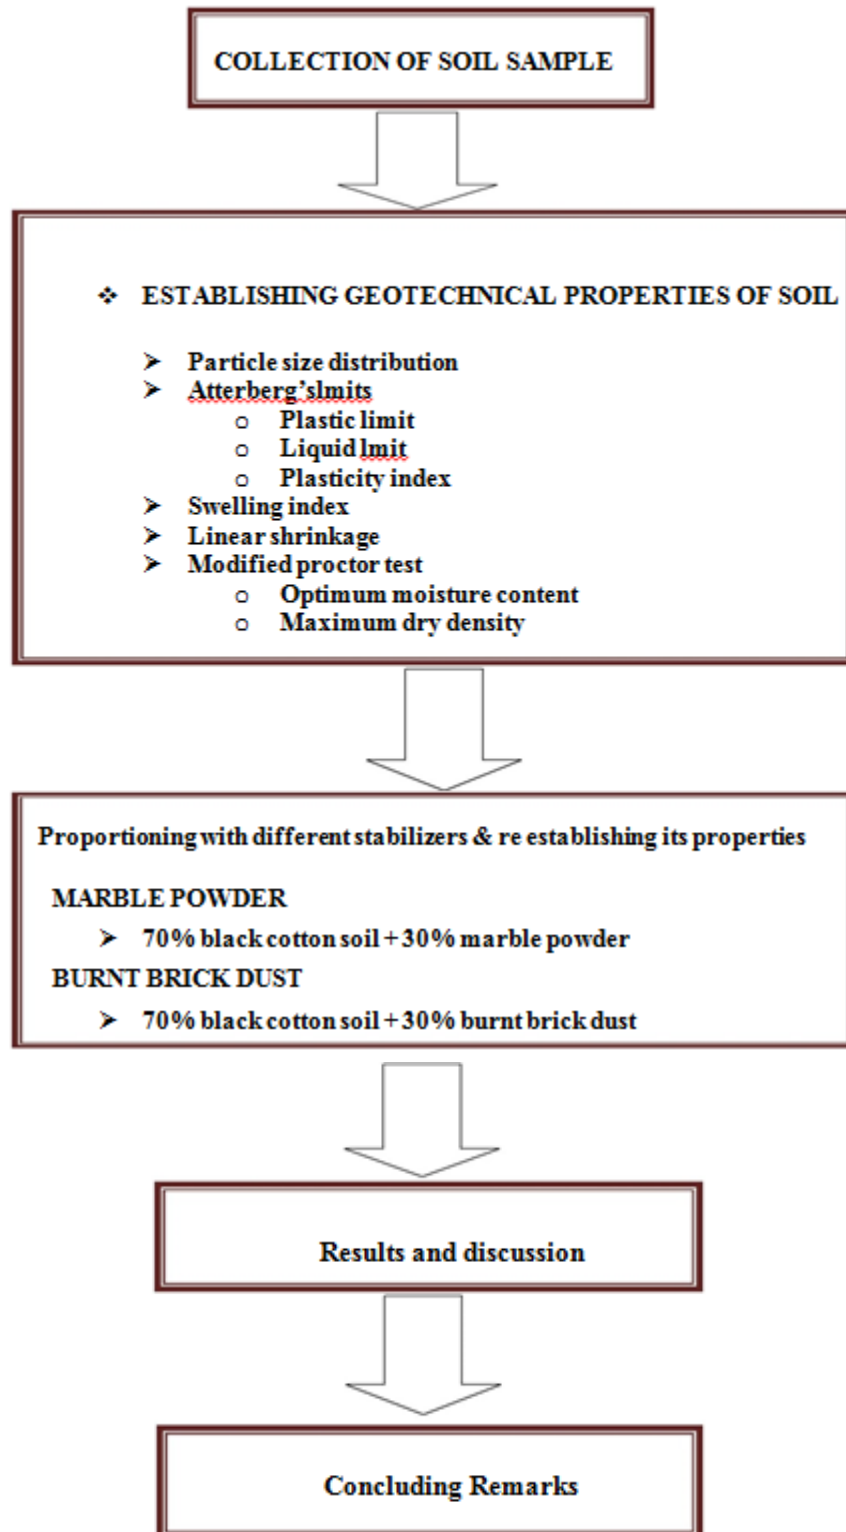 COLLECTION OF SOIL SAMPLE
❖ ESTABLISHING GEOTECHNICAL PROPERTIES OF SOIL
➢ Particle size distribution
➢ Atterberg'slmits
o Plastic limit
o Liquid lmit
o Plasticity index
➢ Swelling index
➢ Linear shrinkage
➢ Modified proctor test
o Optimum moisture content
o Maximum dry density
Proportioning with different stabilizers & re establishing its properties
MARBLE POWDER
➢ 70% black cotton soil + 30% marble powder
BURNT BRICK DUST
➢ 70% black cotton soil + 30% burnt brick dust
Results and discussion
Concluding Remarks